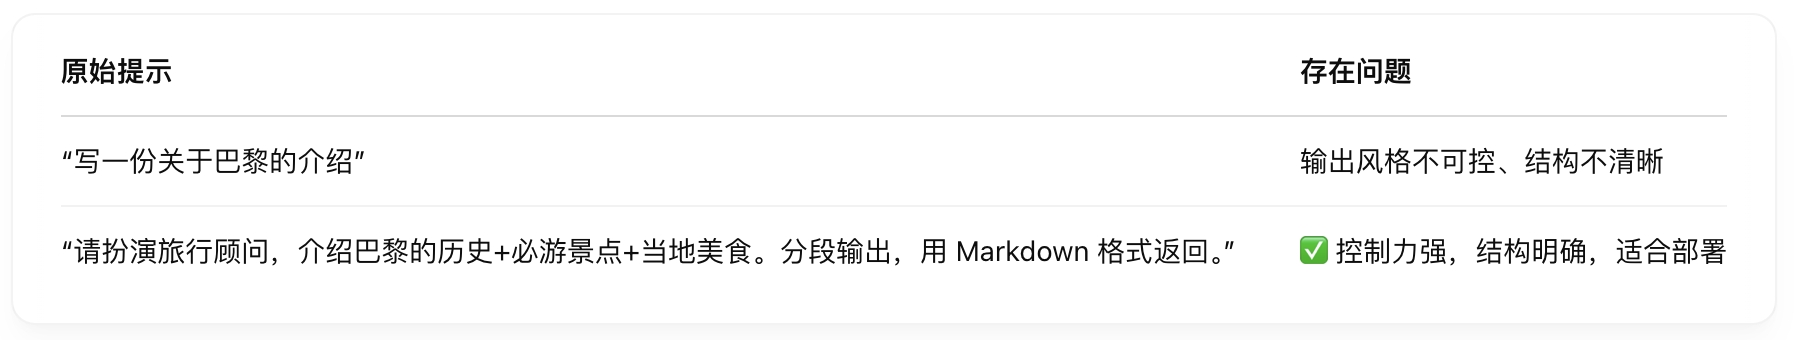 原始提示 存在问题
“写一份关于巴黎的介绍” 输出风格不可控、结构不清晰
“请扮演旅行顾问，介绍巴黎的历史+必游景点+当地美食。分段输出，用 Markdown 格式返回。” ✅ 控制力强，结构明确，适合部署